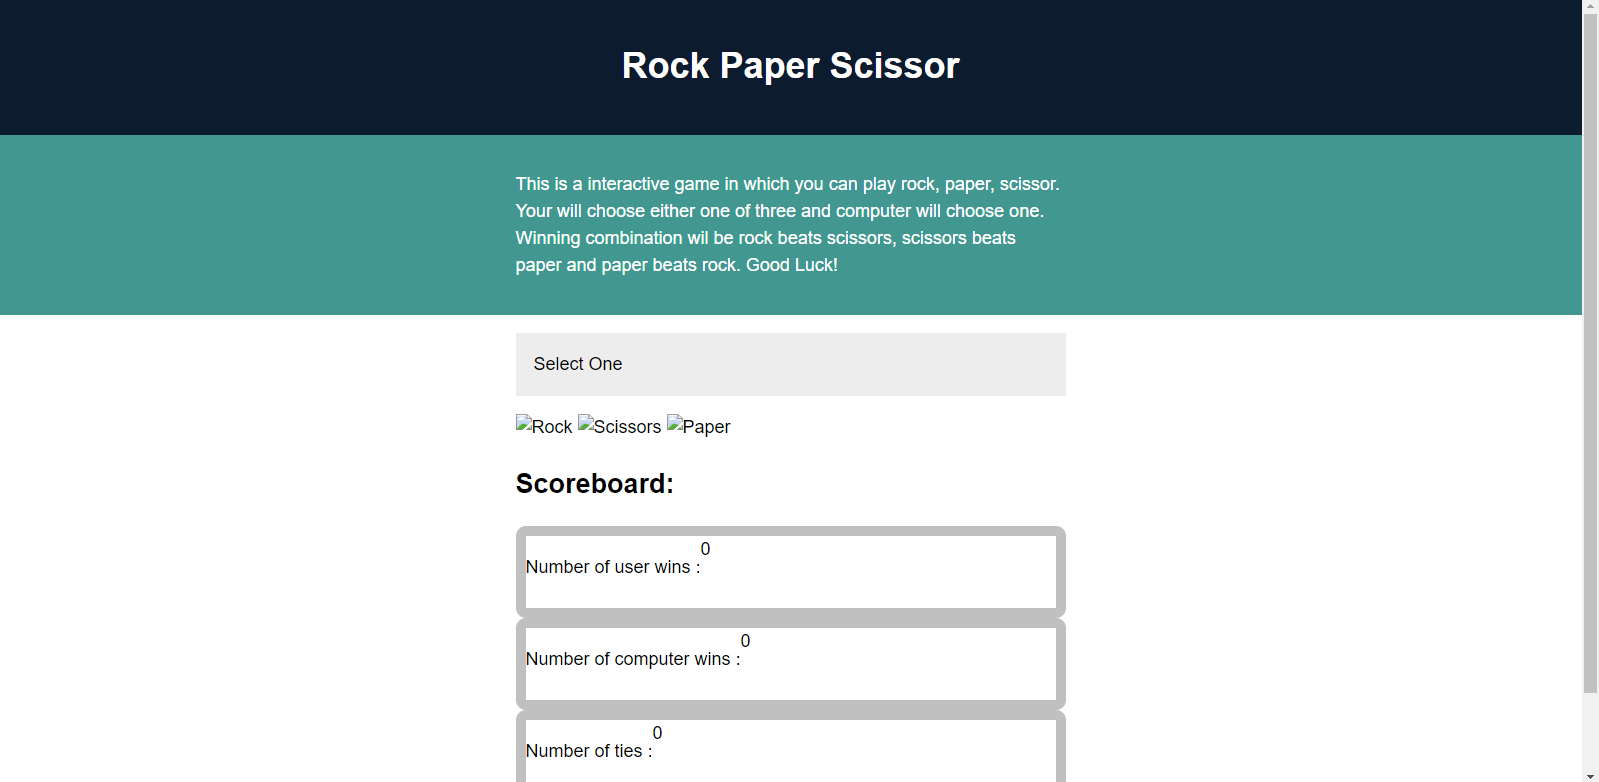 Rock Paper Scissor
This is a interactive game in which you can play rock, paper, scissor.
Your will choose either one of three and computer will choose one.
Winning combination wil be rock beats scissors, scissors beats
paper and paper beats rock. Good Luck!
Select One
Rock Scissors Paper
Scoreboard:
Number of user wins :0
Number of computer wins :0
Number of ties :0